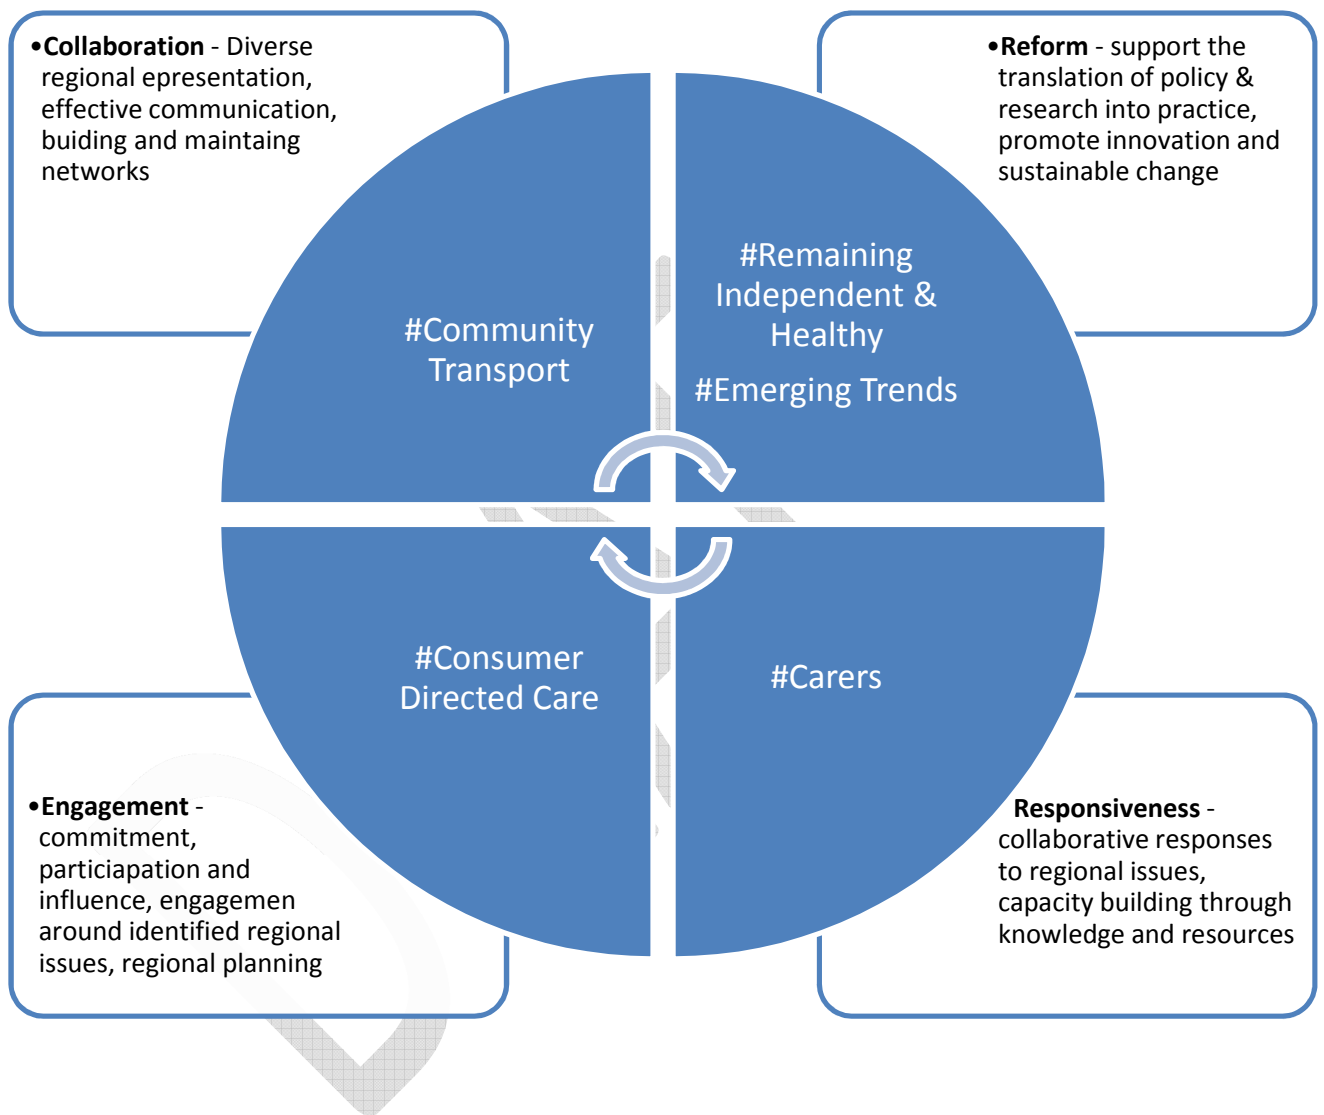 •Collaboration - Diverse
regional epresentation,
effective communication,
buiding and maintaing
networks
•Reform - support the
translation of policy &
research into practice,
promote innovation and
sustainable change
#Community
Transport
#Remaining
Independent &
Healthy
#Emerging Trends
#Consumer
Directed Care
#Carers
•Engagement -
commitment,
particiapation and
influence, engagemen
around identified regional
issues, regional planning
Responsiveness -
collaborative responses
to regional issues,
capacity building through
knowledge and resources